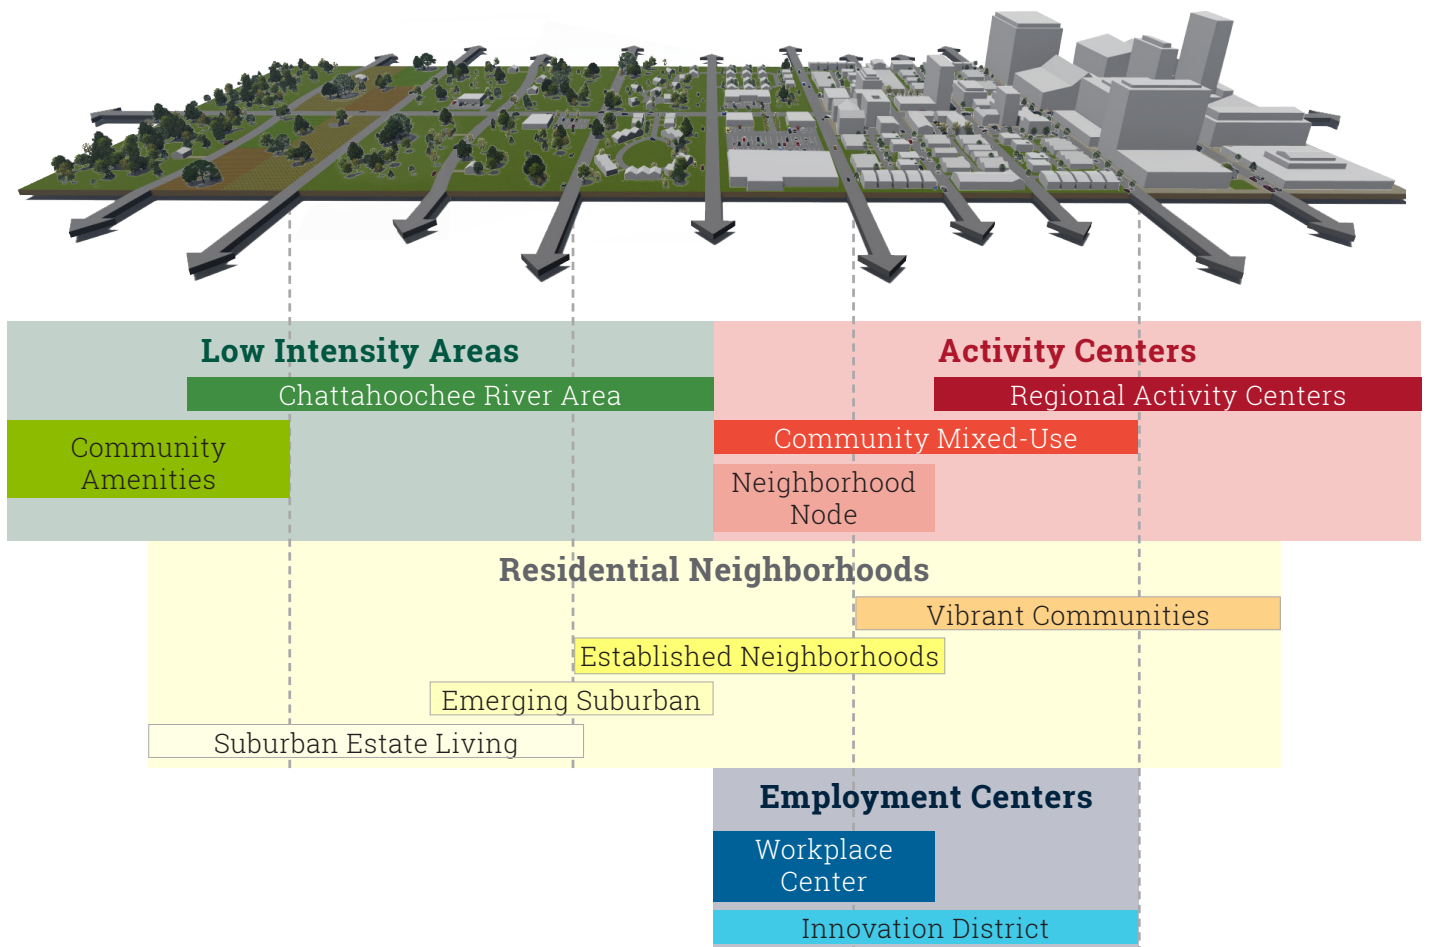 Low Intensity Areas
Activity Centers
Chattahoochee River Area
Regional Activity Centers
Community
Amenities
Community Mixed-Use
Neighborhood
Node
Residential Neighborhoods
Vibrant Communities
Established Neighborhoods
Emerging Suburban
Suburban Estate Living
Employment Centers
Workplace
Center
Innovation District